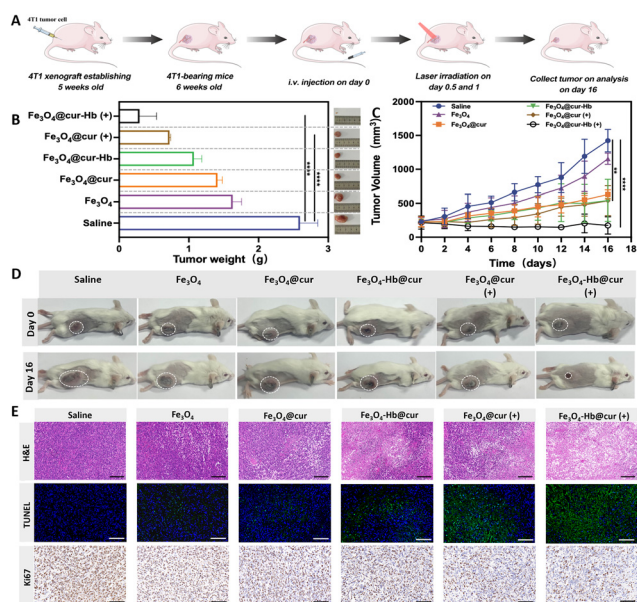 A
4T1 tumor cell
4T1 xenograft establishing
5 weeks old
4T1-bearing mice
6 weeks old
i.v. injection on day 0
Laser irradiation on
day 0.5 and 1
Collect tumor on analysis
on day 16
B
Fe₃O₄@cur-Hb (+)
Fe₃O₄@cur (+)
Fe₃O₄@cur-Hb
Fe₃O₄@cur
Fe₃O₄
Saline
0 1 2 3
Tumor weight (g)
****
****
C
Tumor Volume (mm³)
2000
1500
1000
500
0
0 2 4 6 8 10 12 14 16 18
Time (days)
Saline
Fe₃O₄
Fe₃O₄@cur
Fe₃O₄@cur-Hb
Fe₃O₄@cur (+)
Fe₃O₄@cur-Hb (+)
**
****
D
Saline Fe₃O₄ Fe₃O₄@cur Fe₃O₄-Hb@cur Fe₃O₄@cur (+) Fe₃O₄-Hb@cur (+)
Day 0
Day 16
E
Saline Fe₃O₄ Fe₃O₄@cur Fe₃O₄-Hb@cur Fe₃O₄@cur (+) Fe₃O₄-Hb@cur (+)
H&E
TUNEL
Ki67